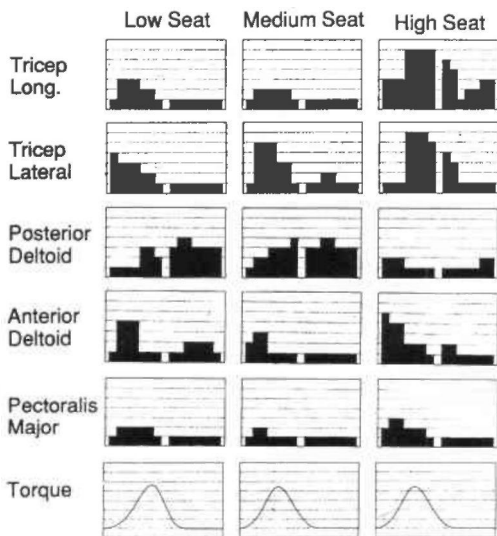 Low Seat Medium Seat High Seat
Tricep
Long.
Tricep
Lateral
Posterior
Deltoid
Anterior
Deltoid
Pectoralis
Major
Torque